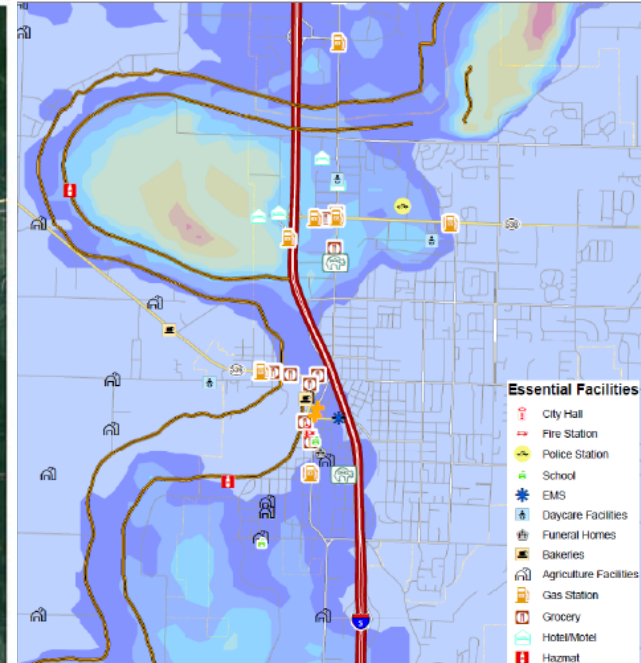 Essential Facilities
City Hall
Fire Station
Police Station
School
EMS
Daycare Facilities
Funeral Homes
Bakeries
Agriculture Facilities
Gas Station
Grocery
Hotel/Motel
Hazmat
5